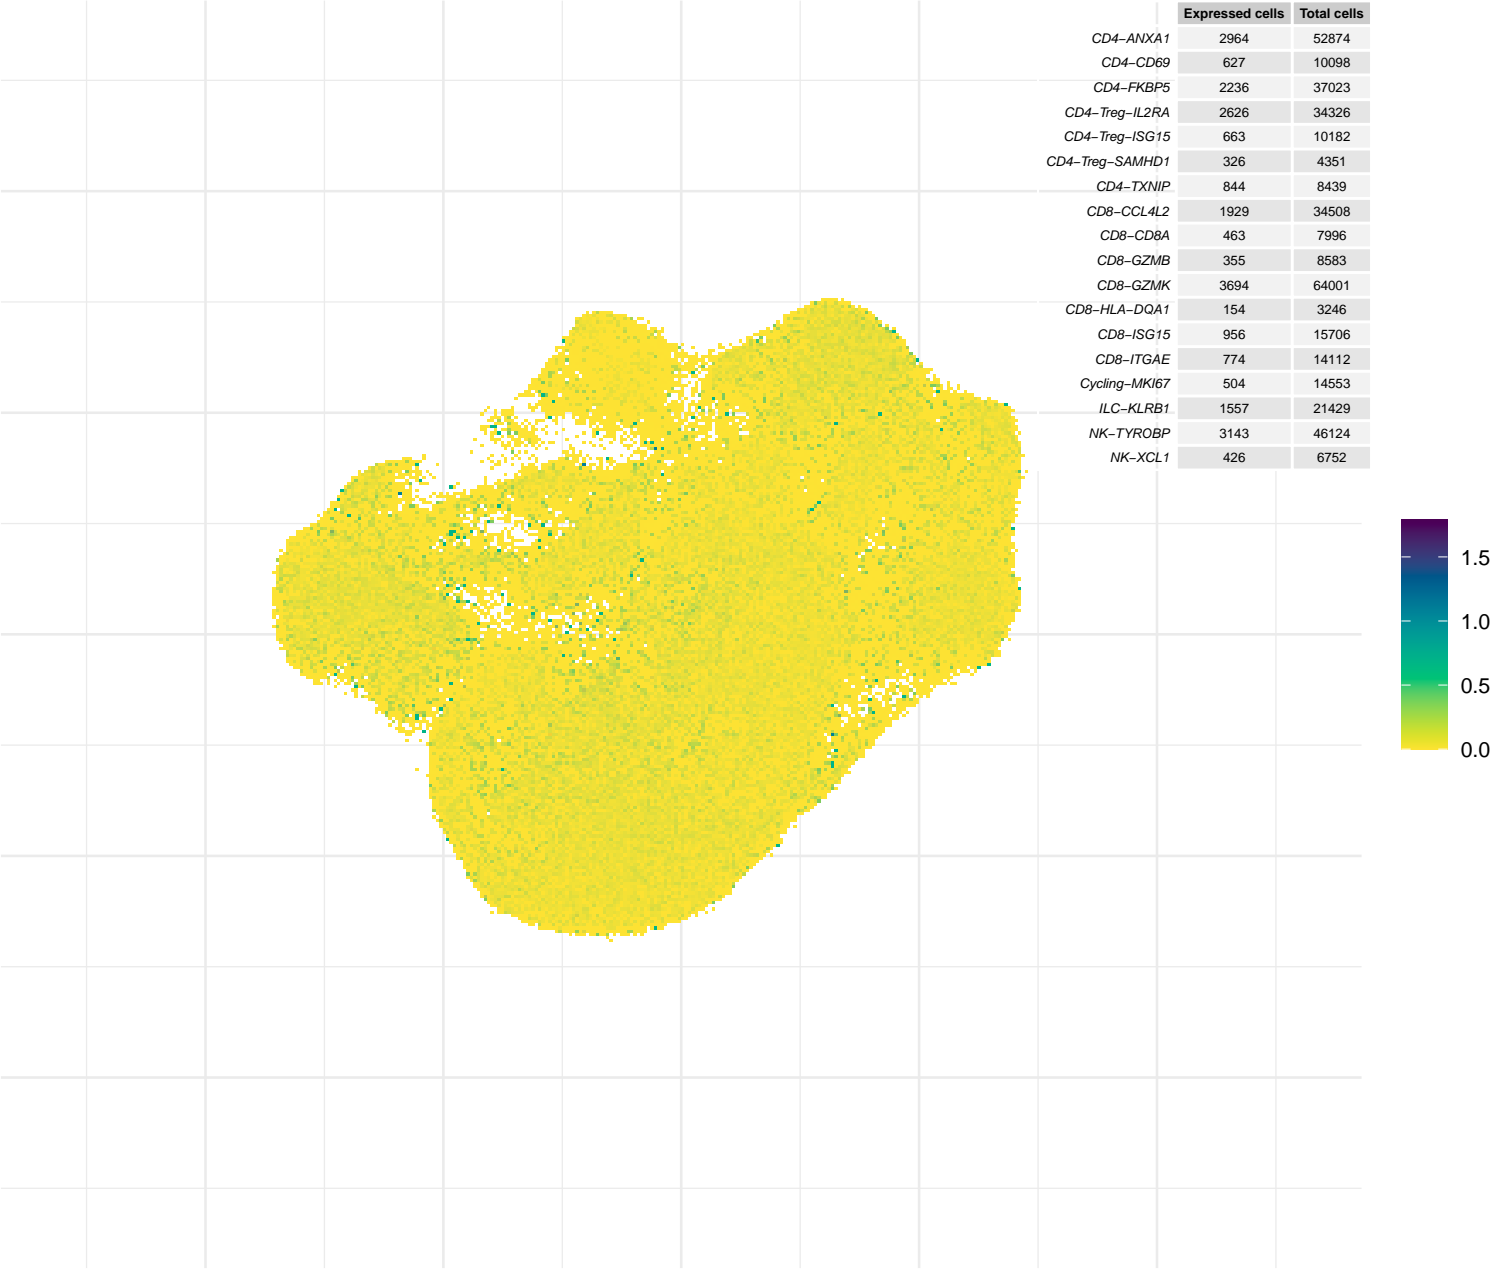 Expressed cells Total cells
CD4−ANXA1 2964 52874
CD4−CD69 627 10098
CD4−FKBP5 2236 37023
CD4−Treg−IL2RA 2626 34326
CD4−Treg−ISG15 663 10182
CD4−Treg−SAMHD1 326 4351
CD4−TXNIP 844 8439
CD8−CCL4L2 1929 34508
CD8−CD8A 463 7996
CD8−GZMB 355 8583
CD8−GZMK 3694 64001
CD8−HLA−DQA1 154 3246
CD8−ISG15 956 15706
CD8−ITGAE 774 14112
Cycling−MKI67 504 14553
ILC−KLRB1 1557 21429
NK−TYROBP 3143 46124
NK−XCL1 426 6752
1.5
1.0
0.5
0.0